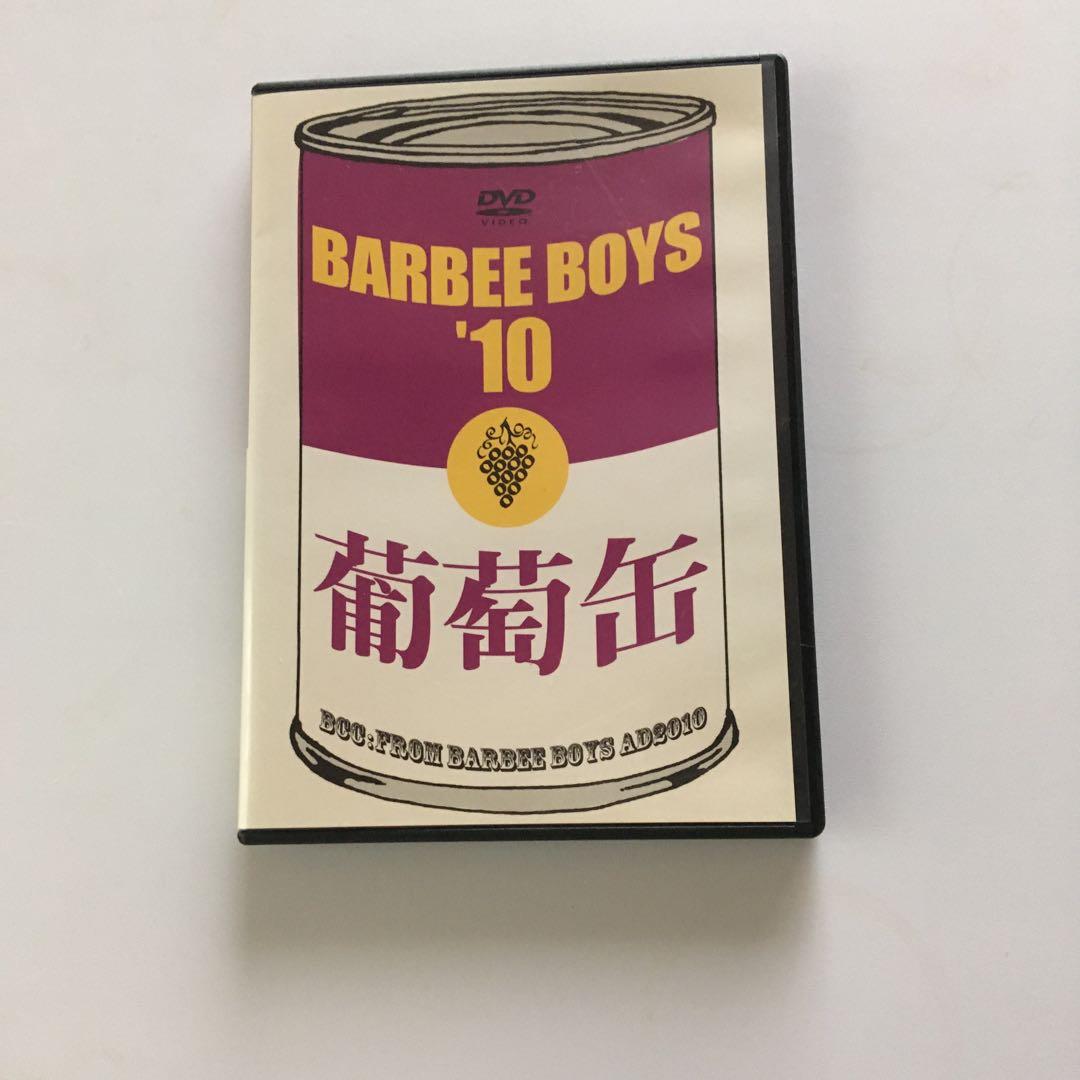 DVD
VIDEO
BARBEE BOYS
'10
葡萄缶
BCC:FROM BARBEE BOYS AD2010